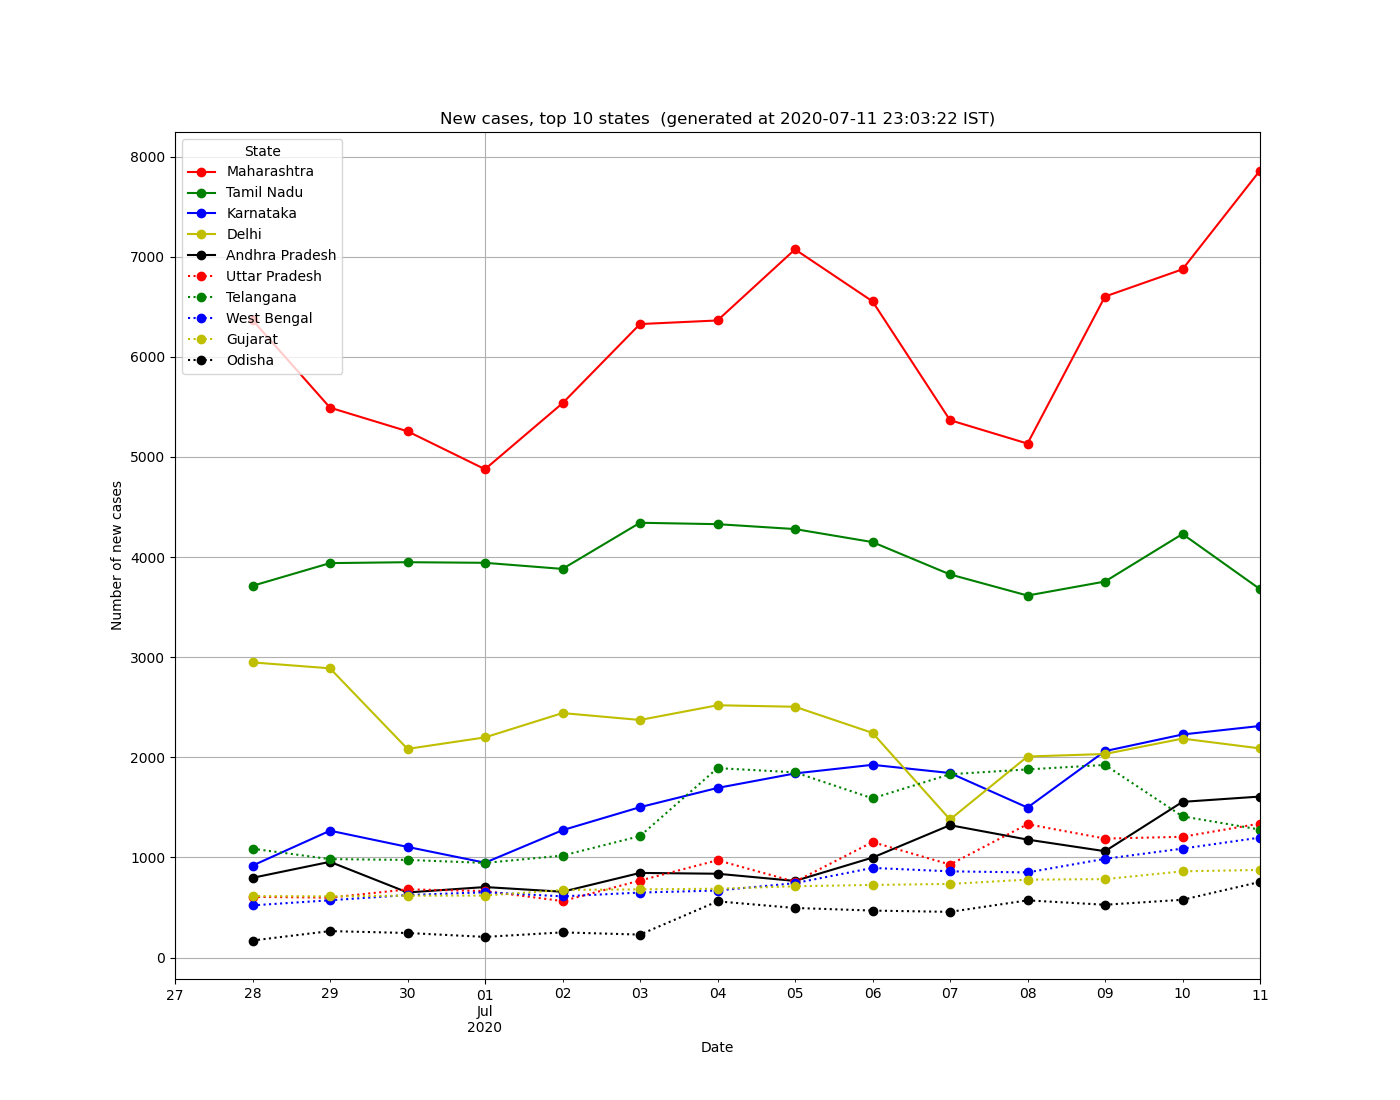 New cases, top 10 states  (generated at 2020-07-11 23:03:22 IST)
State
Maharashtra
Tamil Nadu
Karnataka
Delhi
Andhra Pradesh
Uttar Pradesh
Telangana
West Bengal
Gujarat
Odisha
8000
7000
6000
5000
4000
3000
2000
1000
0
Number of new cases
27 28 29 30 01 02 03 04 05 06 07 08 09 10 11
Jul
2020
Date